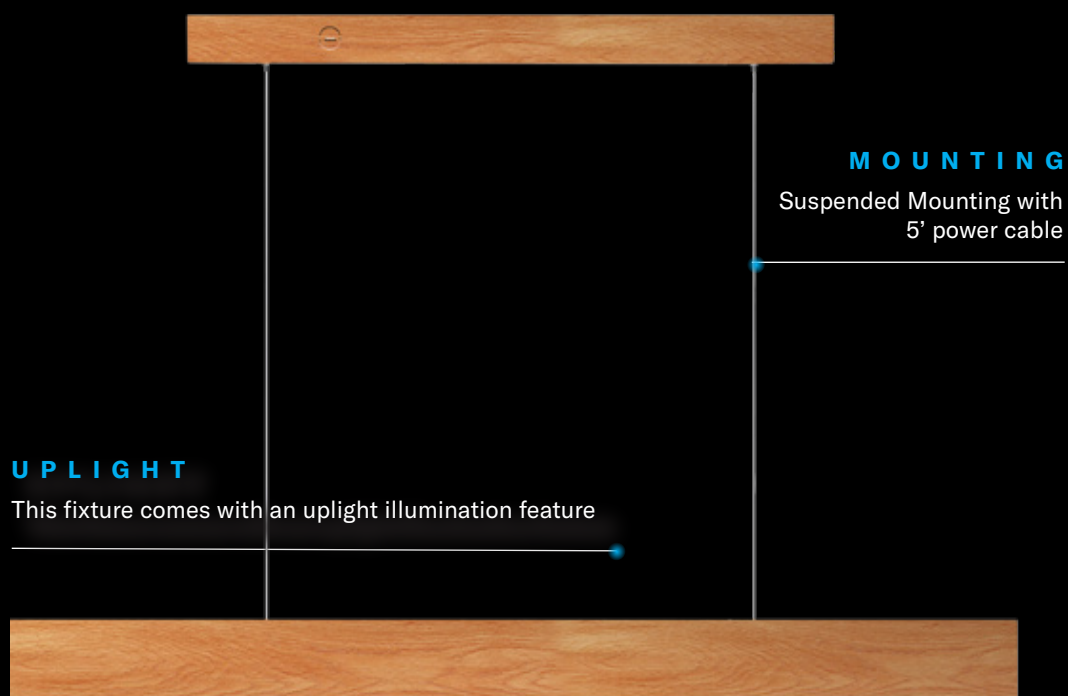 MOUNTING
Suspended Mounting with
5’ power cable
UPLIGHT
This fixture comes with an uplight illumination feature